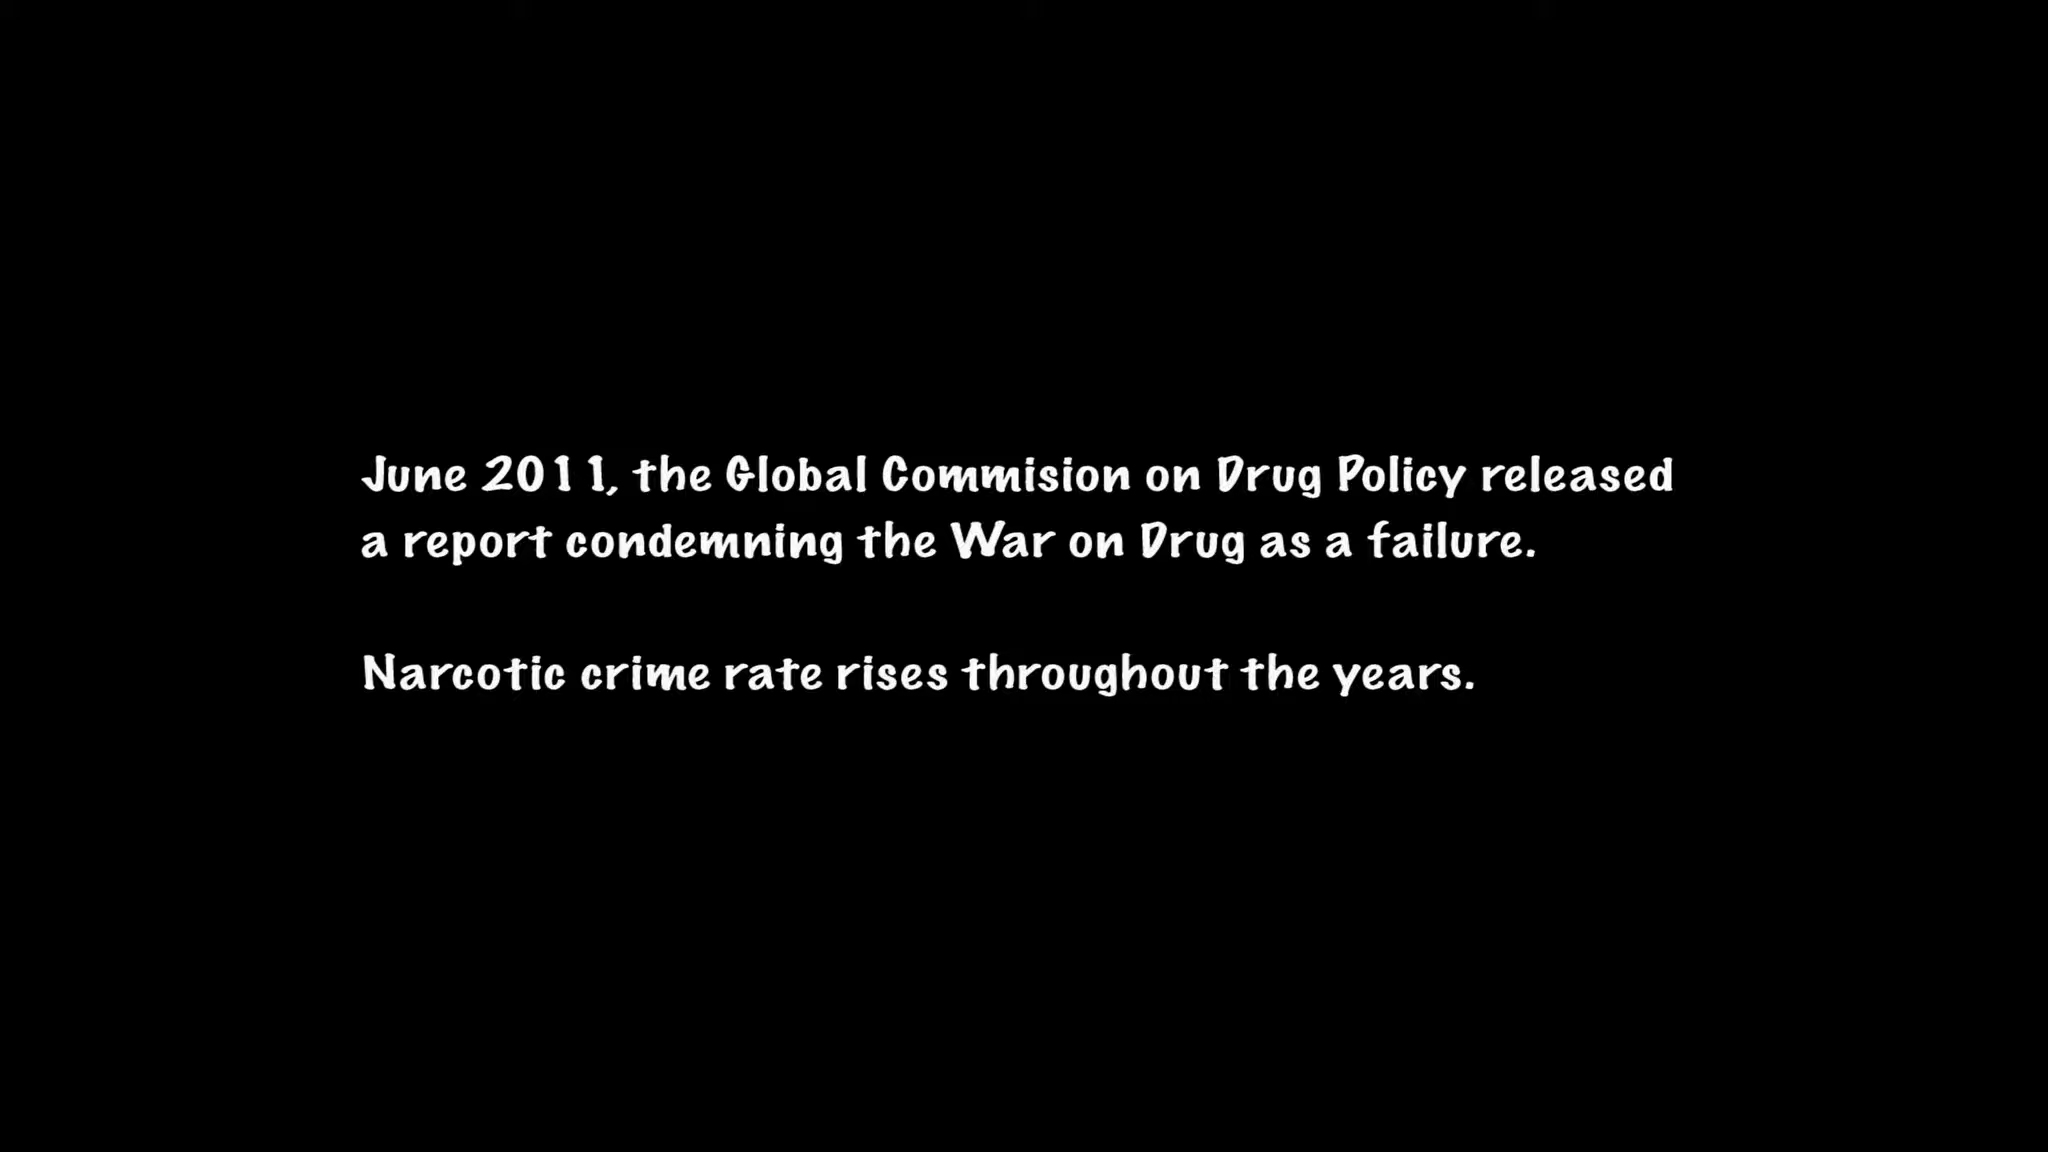 June 2011, the Global Commision on Drug Policy released
a report condemning the War on Drug as a failure.
Narcotic crime rate rises throughout the years.